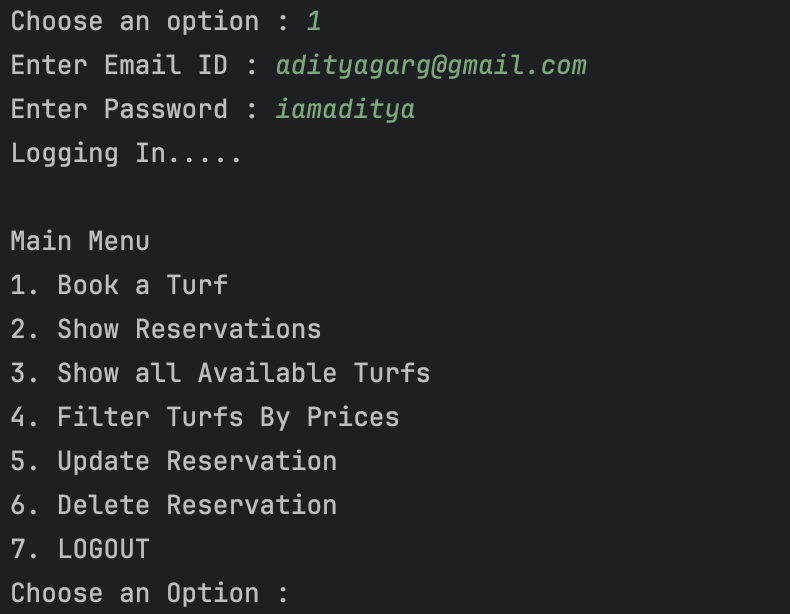 Choose an option : 1
Enter Email ID : adityagarg@gmail.com
Enter Password : iamaditya
Logging In.....
Main Menu
1. Book a Turf
2. Show Reservations
3. Show all Available Turfs
4. Filter Turfs By Prices
5. Update Reservation
6. Delete Reservation
7. LOGOUT
Choose an Option :